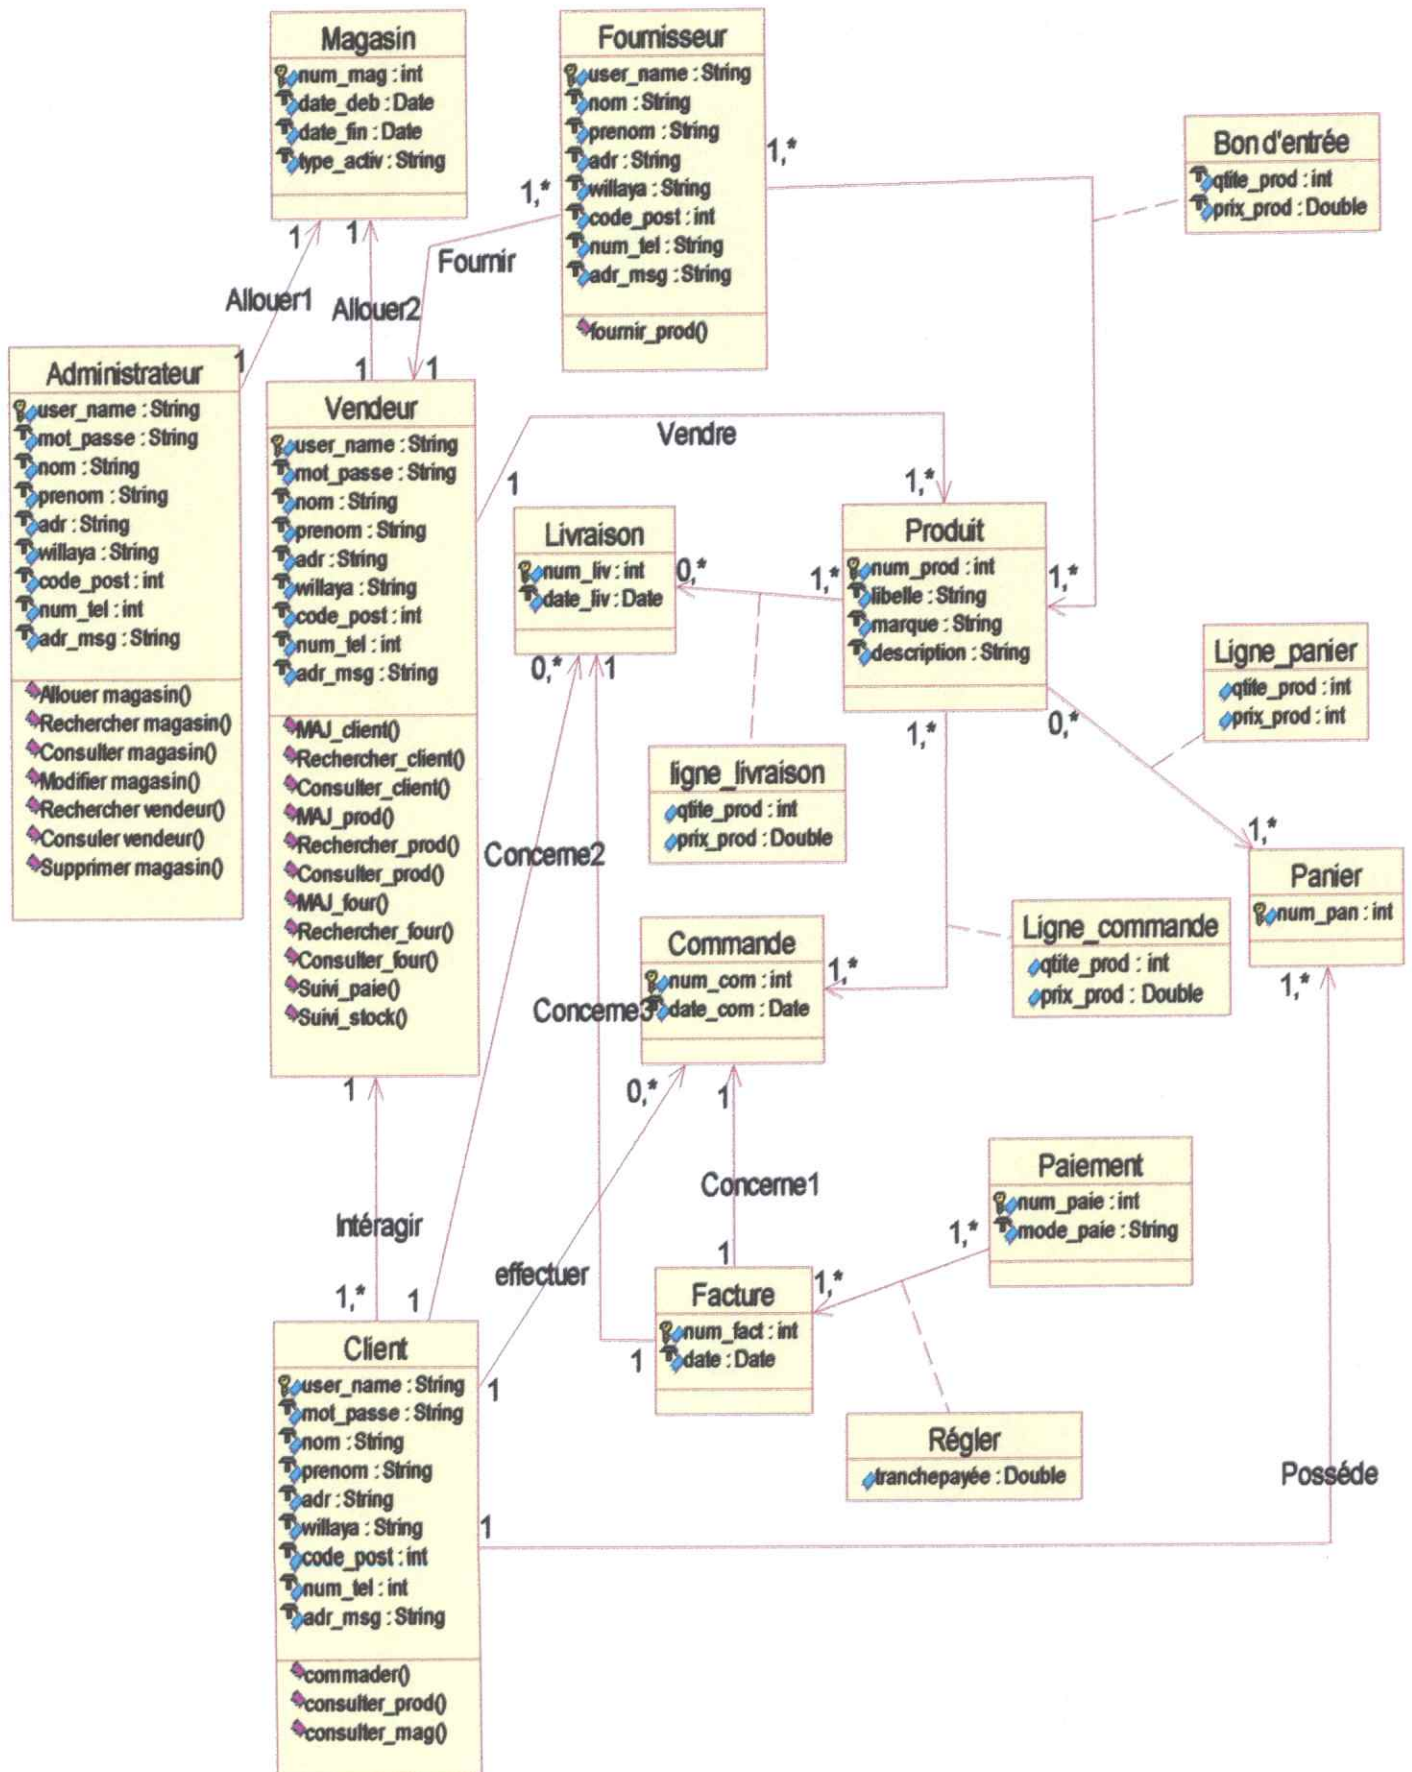 Magasin
num_mag : int
date_deb : Date
date_fin : Date
type_activ : String
Fournisseur
user_name : String
nom : String
prenom : String
adr : String
willaya : String
code_post : int
num_tel : String
adr_msg : String
fournir_prod()
Bon d'entrée
qtite_prod : int
prix_prod : Double
1,*
1,*
1
1
Fournir
Allouer1
Allouer2
1
1
1
Administrateur
user_name : String
mot_passe : String
nom : String
prenom : String
adr : String
willaya : String
code_post : int
num_tel : int
adr_msg : String
Allouer magasin()
Rechercher magasin()
Consulter magasin()
Modifier magasin()
Rechercher vendeur()
Consuler vendeur()
Supprimer magasin()
Vendeur
user_name : String
mot_passe : String
nom : String
prenom : String
adr : String
willaya : String
code_post : int
num_tel : int
adr_msg : String
MAJ_client()
Rechercher_client()
Consulter_client()
MAJ_prod()
Rechercher_prod()
Consulter_prod()
MAJ_four()
Rechercher_four()
Consulter_four()
Suivi_paie()
Suivi_stock()
Vendre
1
1,*
Livraison
num_liv : int
date_liv : Date
0,*
1,*
Produit
num_prod : int
libelle : String
marque : String
description : String
1,*
0,*
1
1,*
0,*
Ligne_panier
qtite_prod : int
prix_prod : int
ligne_livraison
qtite_prod : int
prix_prod : Double
Concerne2
1,*
Panier
num_pan : int
1,*
Ligne_commande
qtite_prod : int
prix_prod : Double
Commande
num_com : int
date_com : Date
1,*
Concerne3
1
0,*
1
Concerne1
Paiement
num_paie : int
mode_paie : String
1,*
1,*
1
Intéragir
effectuer
1,*
1
Facture
num_fact : int
date : Date
1
Régler
tranchepayée : Double
Posséde
Client
user_name : String
mot_passe : String
nom : String
prenom : String
adr : String
willaya : String
code_post : int
num_tel : int
adr_msg : String
commader()
consulter_prod()
consulter_mag()
1
1